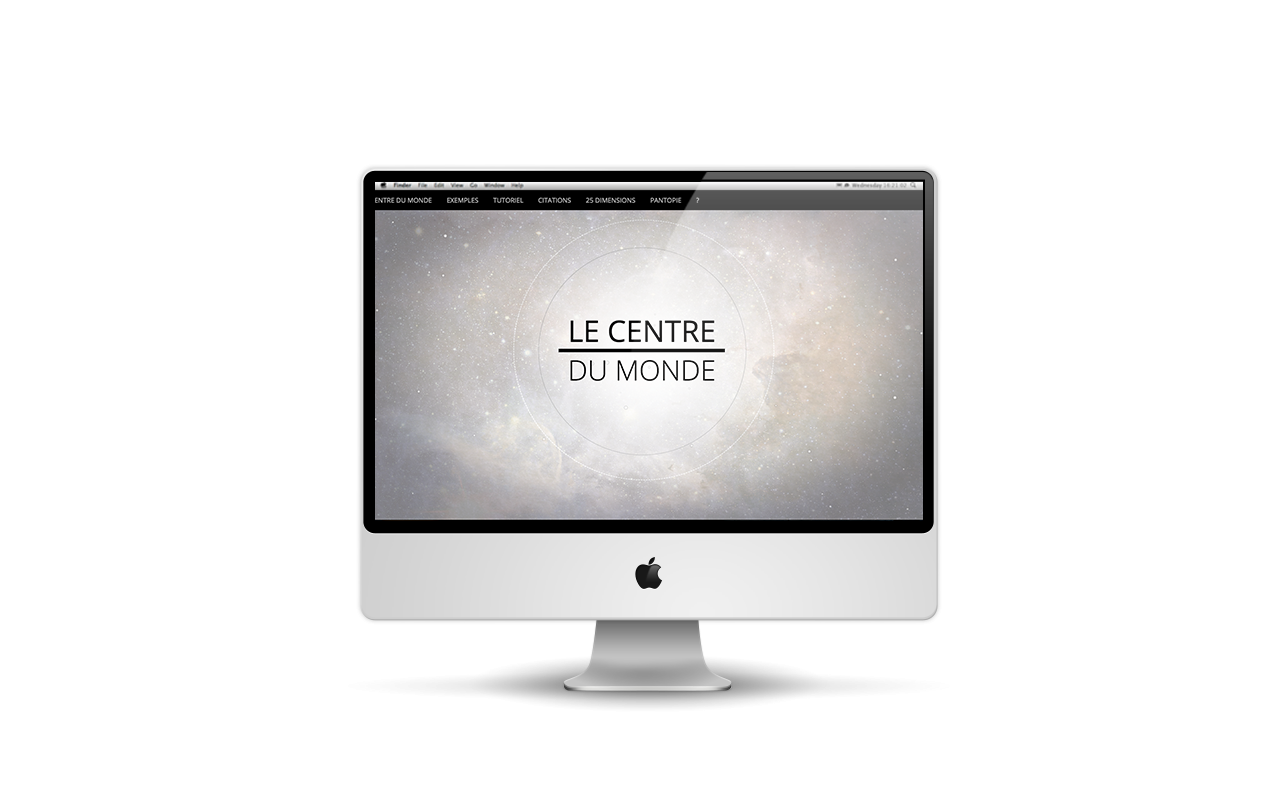 Finder File Edit View Go Window Help Wednesday 18:21:02
ENTRE DU MONDE EXEMPLES TUTORIEL CITATIONS 25 DIMENSIONS PANTOPIE ?
LE CENTRE
DU MONDE